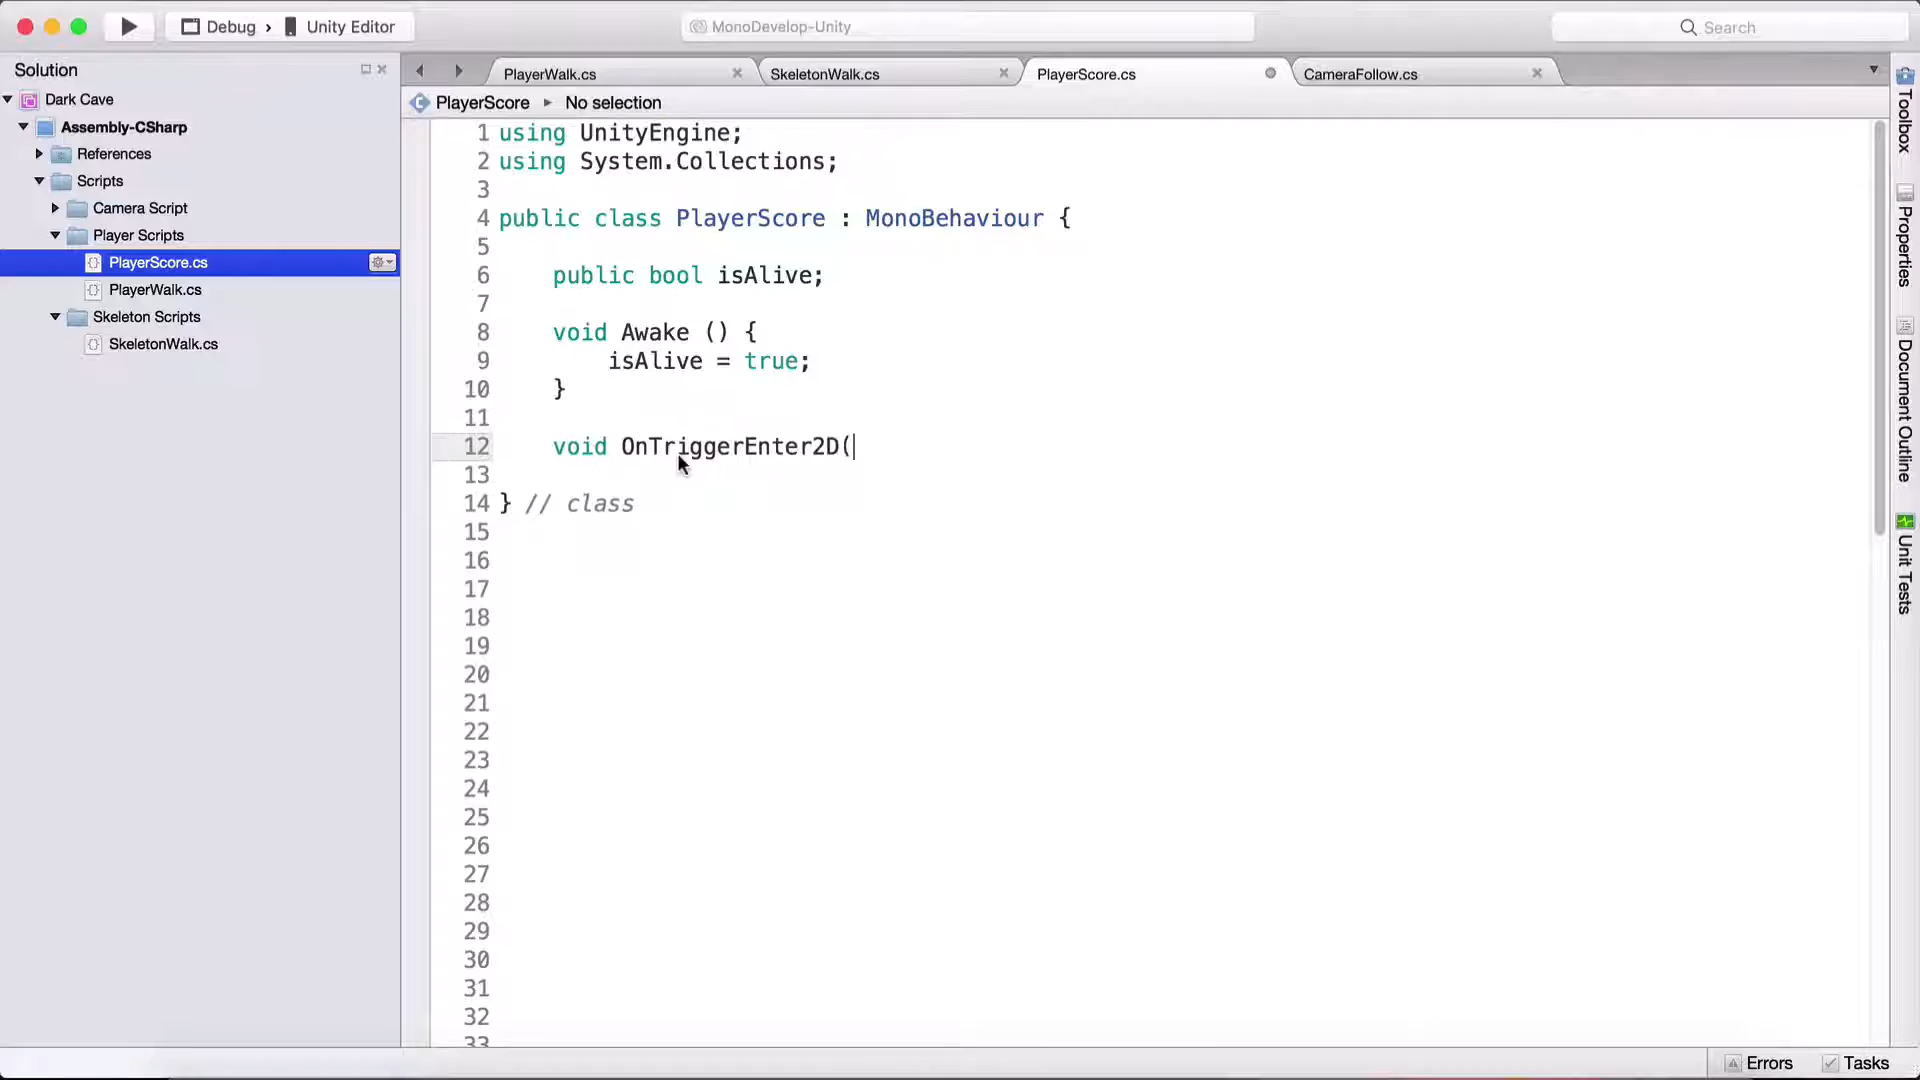 Debug › Unity Editor
MonoDevelop-Unity
Search
Solution
Dark Cave
Assembly-CSharp
References
Scripts
Camera Script
Player Scripts
PlayerScore.cs
PlayerWalk.cs
Skeleton Scripts
SkeletonWalk.cs
PlayerWalk.cs
SkeletonWalk.cs
PlayerScore.cs
CameraFollow.cs
PlayerScore
No selection
1 using UnityEngine;
2 using System.Collections;
3
4 public class PlayerScore : MonoBehaviour {
5
6 public bool isAlive;
7
8 void Awake () {
9 isAlive = true;
10 }
11
12 void OnTriggerEnter2D(
13
14 } // class
15
16
17
18
19
20
21
22
23
24
25
26
27
28
29
30
31
32
33
Toolbox
Properties
Document Outline
Unit Tests
Errors
Tasks